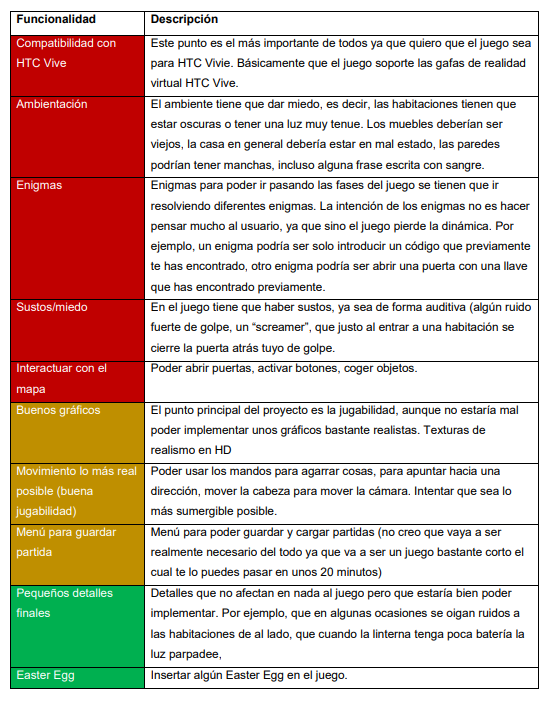 Funcionalidad Descripción
Compatibilidad con
HTC Vive
Este punto es el más importante de todos ya que quiero que el juego sea
para HTC Vivie. Básicamente que el juego soporte las gafas de realidad
virtual HTC Vive.
Ambientación
El ambiente tiene que dar miedo, es decir, las habitaciones tienen que
estar oscuras o tener una luz muy tenue. Los muebles deberían ser
viejos, la casa en general debería estar en mal estado, las paredes
podrían tener manchas, incluso alguna frase escrita con sangre.
Enigmas
Enigmas para poder ir pasando las fases del juego se tienen que ir
resolviendo diferentes enigmas. La intención de los enigmas no es hacer
pensar mucho al usuario, ya que sino el juego pierde la dinámica. Por
ejemplo, un enigma podría ser solo introducir un código que previamente
te has encontrado, otro enigma podría ser abrir una puerta con una llave
que has encontrado previamente.
Sustos/miedo
En el juego tiene que haber sustos, ya sea de forma auditiva (algún ruido
fuerte de golpe, un “screamer”, que justo al entrar a una habitación se
cierre la puerta atrás tuyo de golpe.
Interactuar con el
mapa
Poder abrir puertas, activar botones, coger objetos.
Buenos gráficos
El punto principal del proyecto es la jugabilidad, aunque no estaría mal
poder implementar unos gráficos bastante realistas. Texturas de
realismo en HD
Movimiento lo más real
posible (buena
jugabilidad)
Poder usar los mandos para agarrar cosas, para apuntar hacia una
dirección, mover la cabeza para mover la cámara. Intentar que sea lo
más sumergible posible.
Menú para guardar
partida
Menú para poder guardar y cargar partidas (no creo que vaya a ser
realmente necesario del todo ya que va a ser un juego bastante corto el
cual te lo puedes pasar en unos 20 minutos)
Pequeños detalles
finales
Detalles que no afectan en nada al juego pero que estaría bien poder
implementar. Por ejemplo, que en algunas ocasiones se oigan ruidos a
las habitaciones de al lado, que cuando la linterna tenga poca batería la
luz parpadee,
Easter Egg
Insertar algún Easter Egg en el juego.